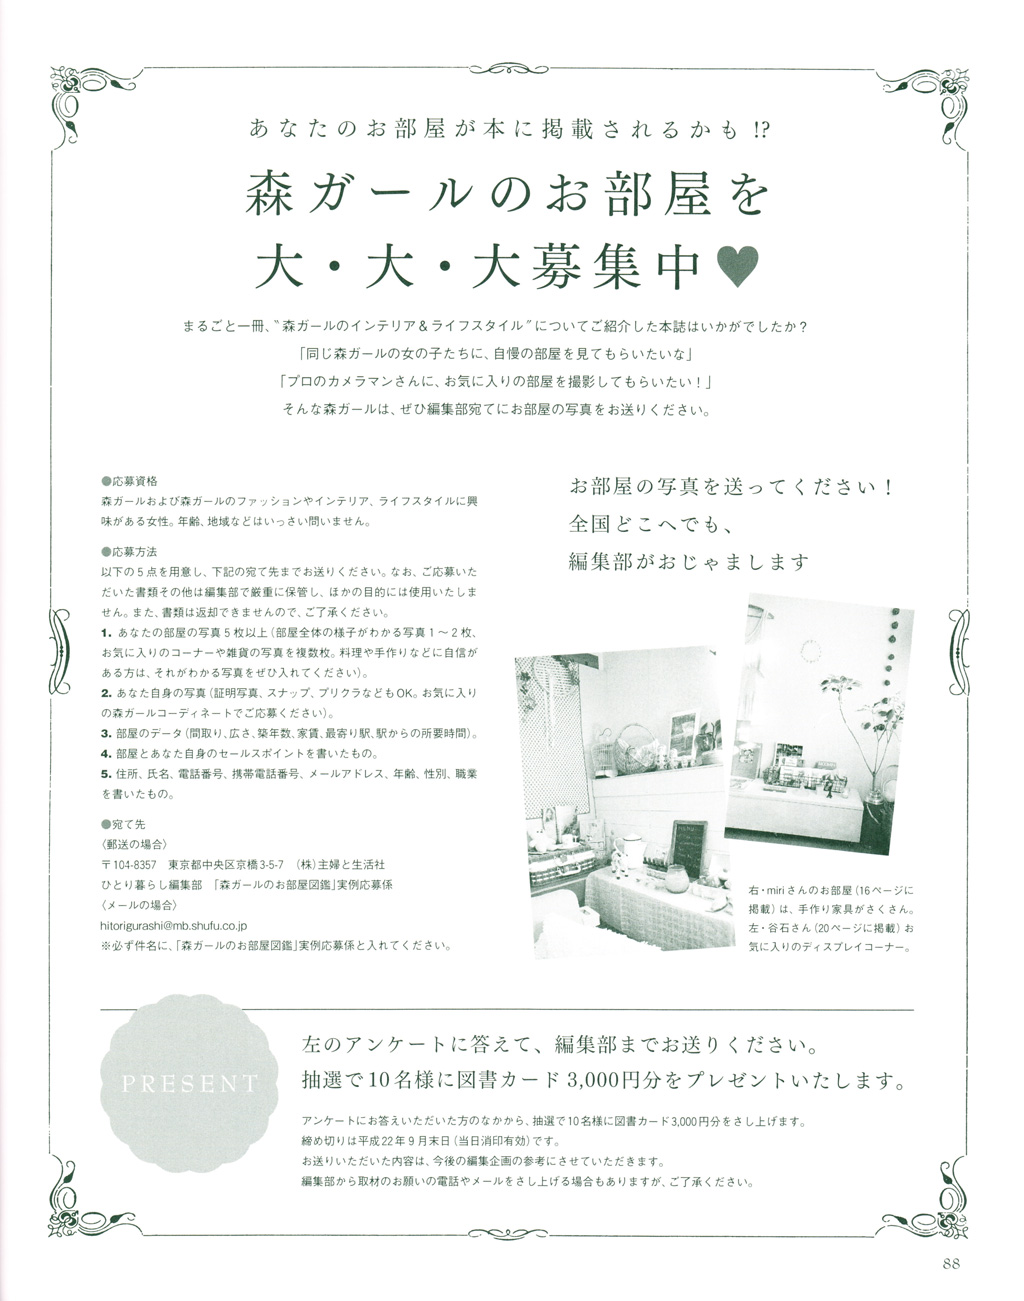 あなたのお部屋が本に掲載されるかも!?
森ガールのお部屋を
大・大・大募集中♥
まるごと一冊、〝森ガールのインテリア＆ライフスタイル〟についてご紹介した本誌はいかがでしたか？
「同じ森ガールの女の子たちに、自慢の部屋を見てもらいたいな」
「プロのカメラマンさんに、お気に入りの部屋を撮影してもらいたい！」
そんな森ガールは、ぜひ編集部宛てにお部屋の写真をお送りください。
●応募資格
森ガールおよび森ガールのファッションやインテリア、ライフスタイルに興
味がある女性。年齢、地域などはいっさい問いません。
●応募方法
以下の5点を用意し、下記の宛て先までお送りください。なお、ご応募いた
だいた書類その他は編集部で厳重に保管し、ほかの目的には使用いたしま
せん。また、書類は返却できませんので、ご了承ください。
1. あなたの部屋の写真5枚以上（部屋全体の様子がわかる写真1〜2枚、
お気に入りのコーナーや雑貨の写真を複数枚。料理や手作りなどに自信が
ある方は、それがわかる写真をぜひ入れてください）。
2. あなた自身の写真（証明写真、スナップ、プリクラなどもOK。お気に入り
の森ガールコーディネートでご応募ください）。
3. 部屋のデータ（間取り、広さ、築年数、家賃、最寄り駅、駅からの所要時間）。
4. 部屋とあなた自身のセールスポイントを書いたもの。
5. 住所、氏名、電話番号、携帯電話番号、メールアドレス、年齢、性別、職業
を書いたもの。
●宛て先
〈郵送の場合〉
〒104-8357　東京都中央区京橋3-5-7　（株）主婦と生活社
ひとり暮らし編集部　「森ガールのお部屋図鑑」実例応募係
〈メールの場合〉
hitorigurashi@mb.shufu.co.jp
※必ず件名に、「森ガールのお部屋図鑑」実例応募係と入れてください。
お部屋の写真を送ってください！
全国どこへでも、
編集部がおじゃまします
右・miriさんのお部屋（16ページに
掲載）は、手作り家具がさくさん。
左・谷石さん（20ページに掲載）お
気に入りのディスプレイコーナー。
PRESENT
左のアンケートに答えて、編集部までお送りください。
抽選で10名様に図書カード3,000円分をプレゼントいたします。
アンケートにお答えいただいた方のなかから、抽選で10名様に図書カード3,000円分をさし上げます。
締め切りは平成22年9月末日（当日消印有効）です。
お送りいただいた内容は、今後の編集企画の参考にさせていただきます。
編集部から取材のお願いの電話やメールをさし上げる場合もありますが、ご了承ください。
88